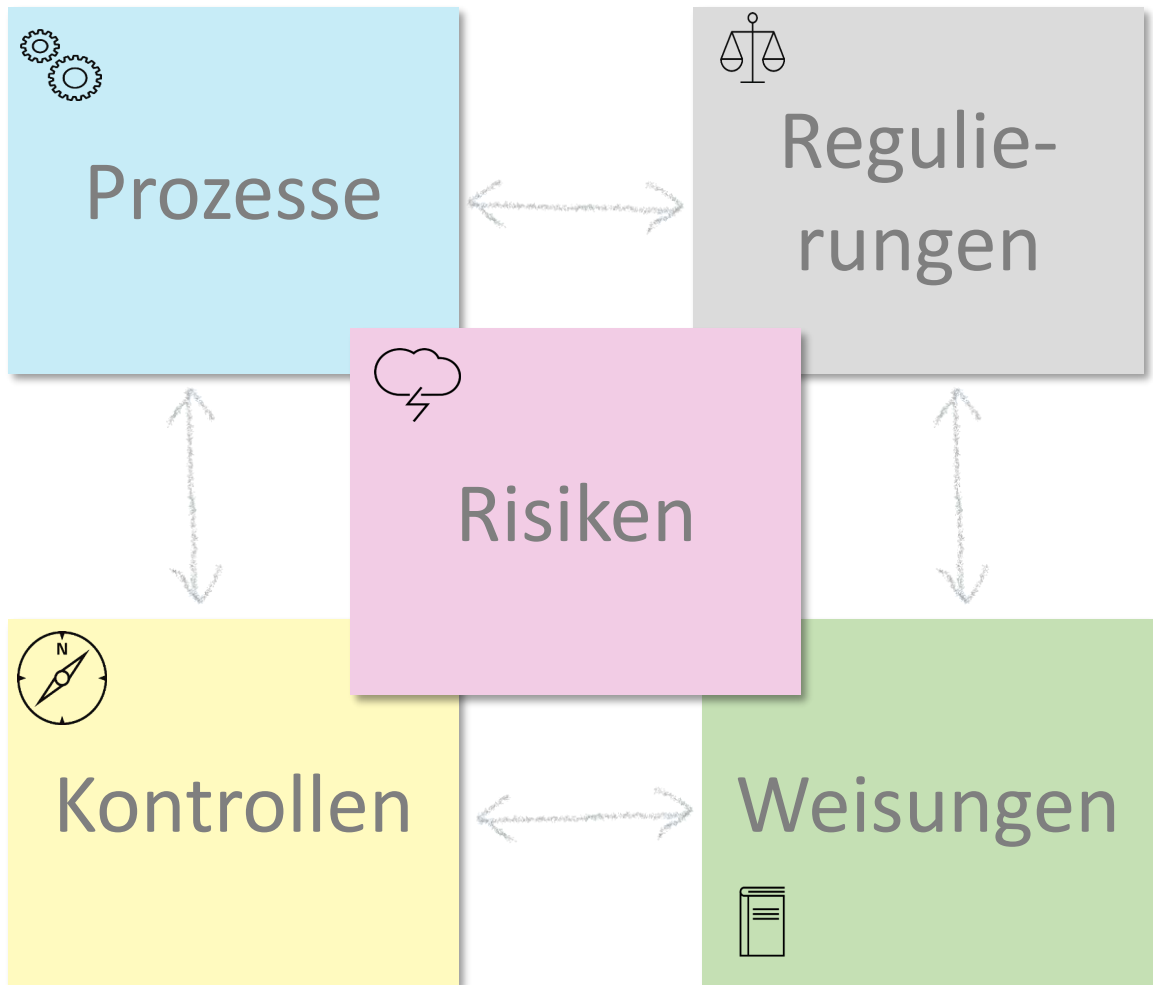 Prozesse
Regulie-
rungen
Risiken
N
Kontrollen
Weisungen